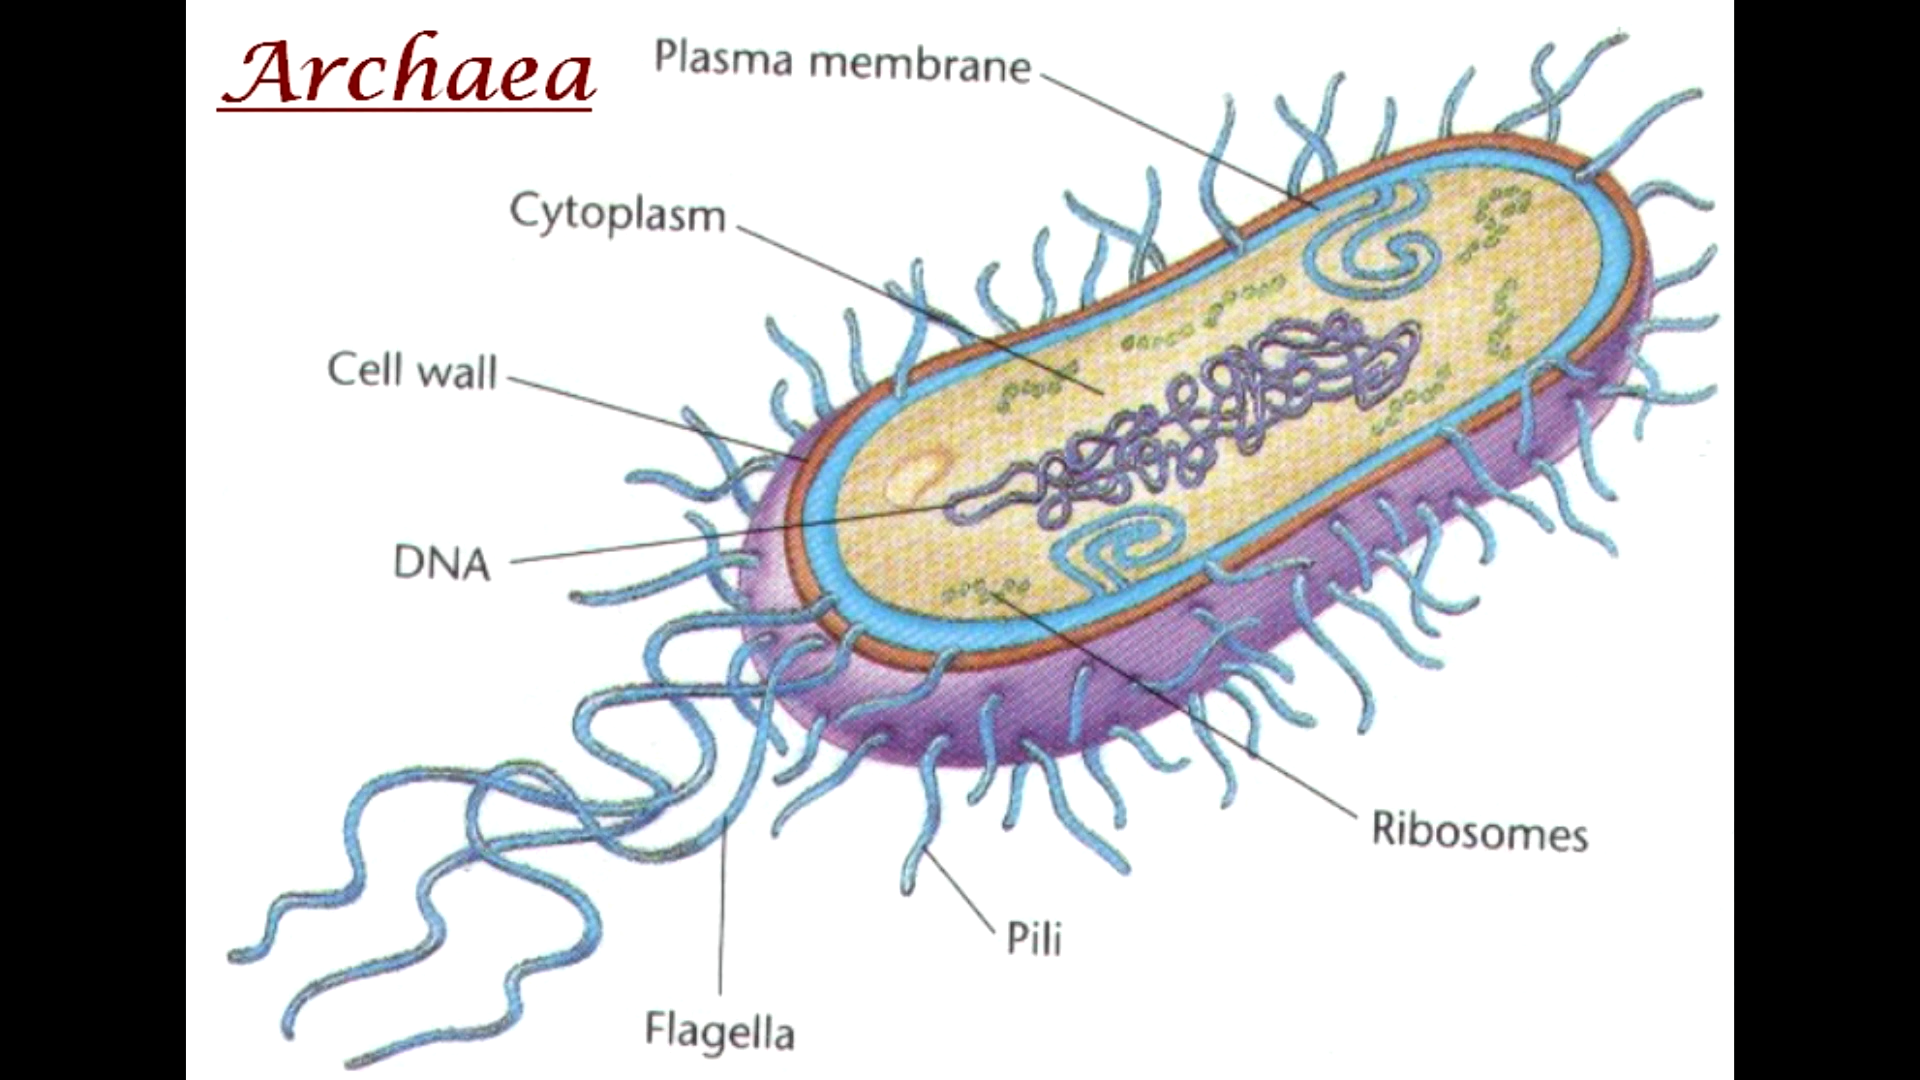 Archaea
Plasma membrane
Cytoplasm
Cell wall
DNA
Ribosomes
Pili
Flagella